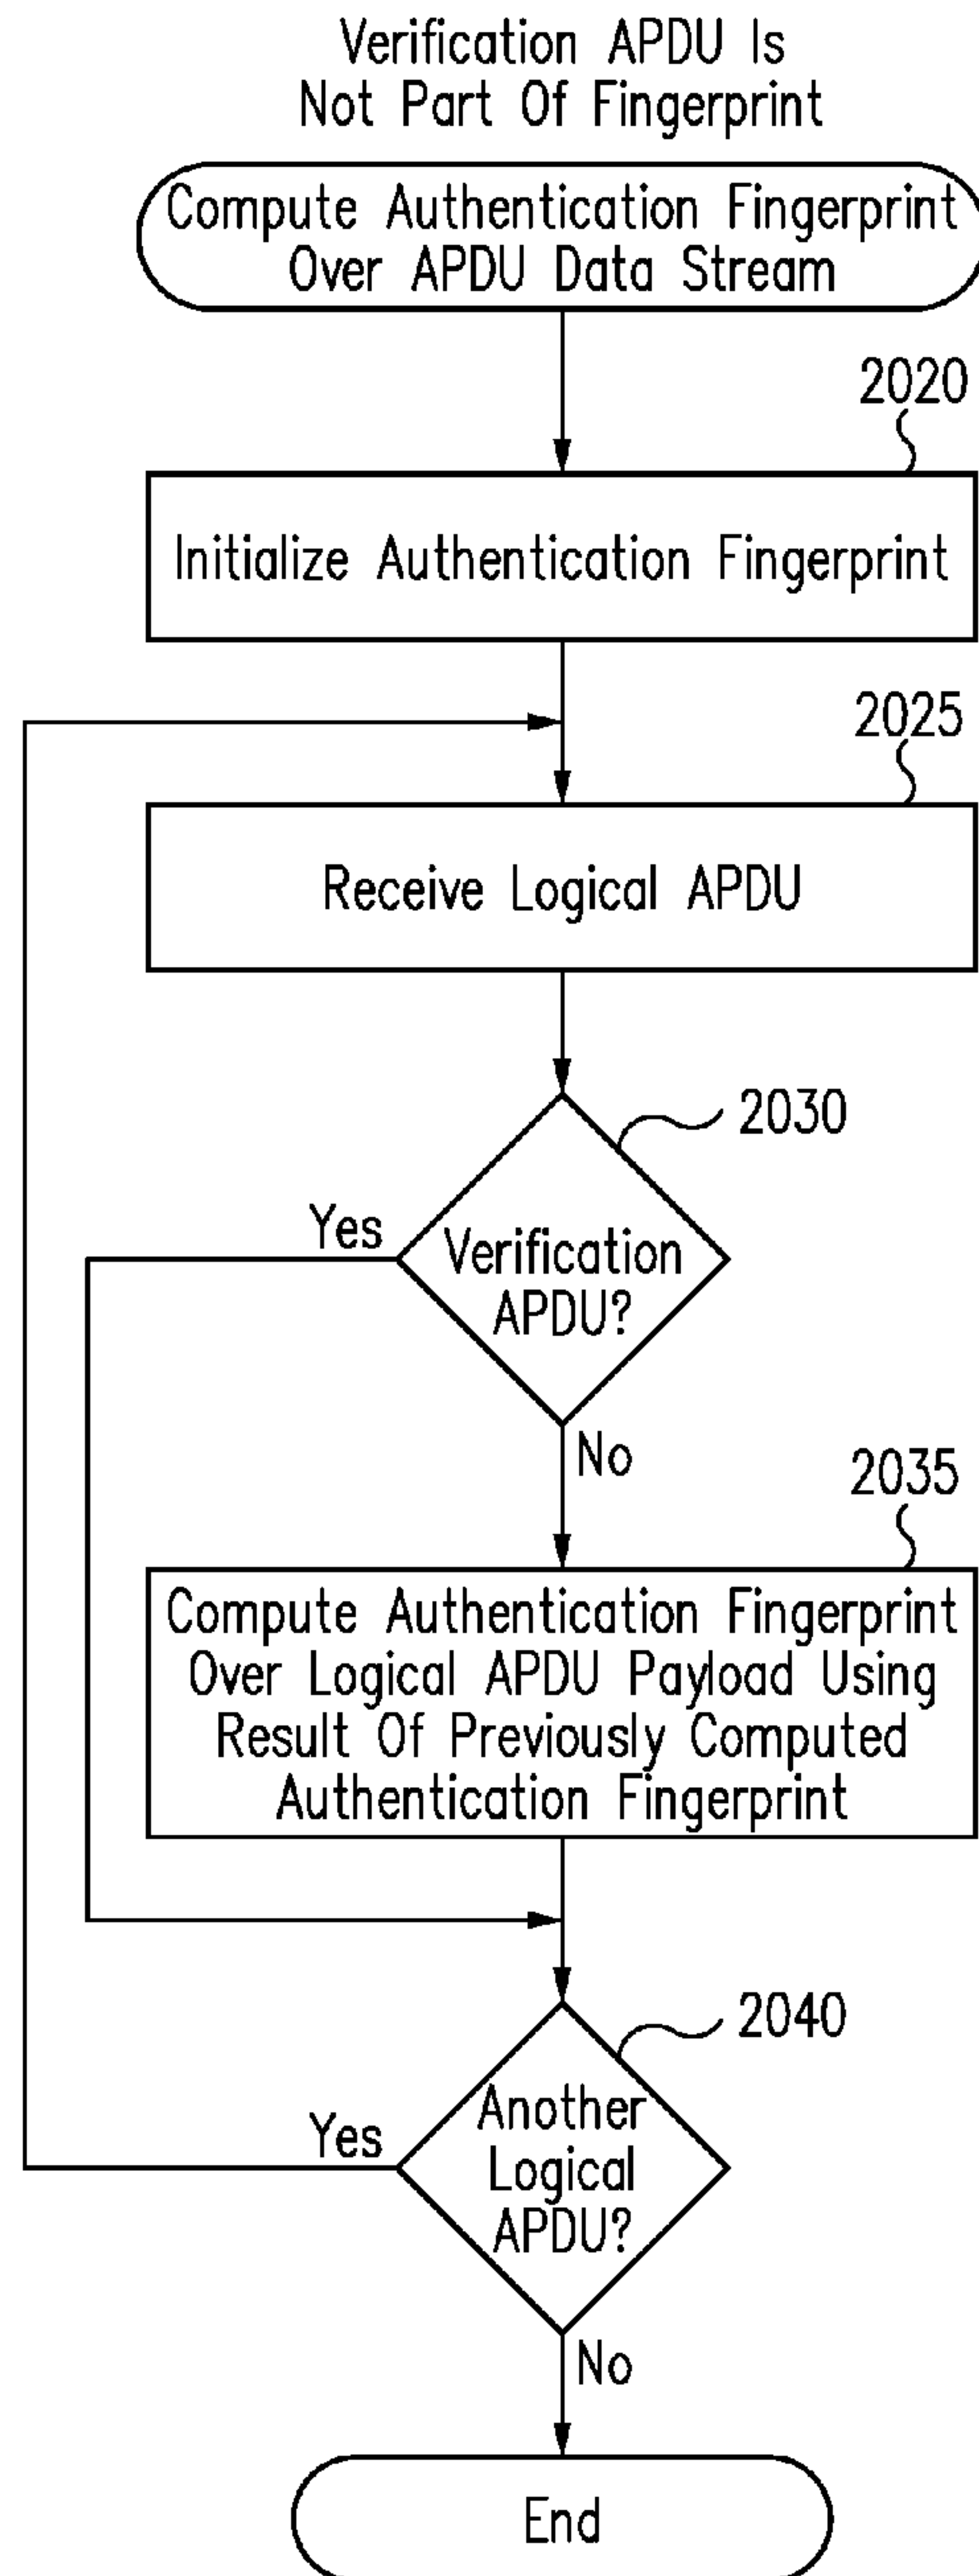 Verification APDU Is
Not Part Of Fingerprint
Compute Authentication Fingerprint
Over APDU Data Stream
2020
Initialize Authentication Fingerprint
2025
Receive Logical APDU
2030
Yes
Verification
APDU?
No
2035
Compute Authentication Fingerprint
Over Logical APDU Payload Using
Result Of Previously Computed
Authentication Fingerprint
2040
Another
Yes
Logical
APDU?
No
End